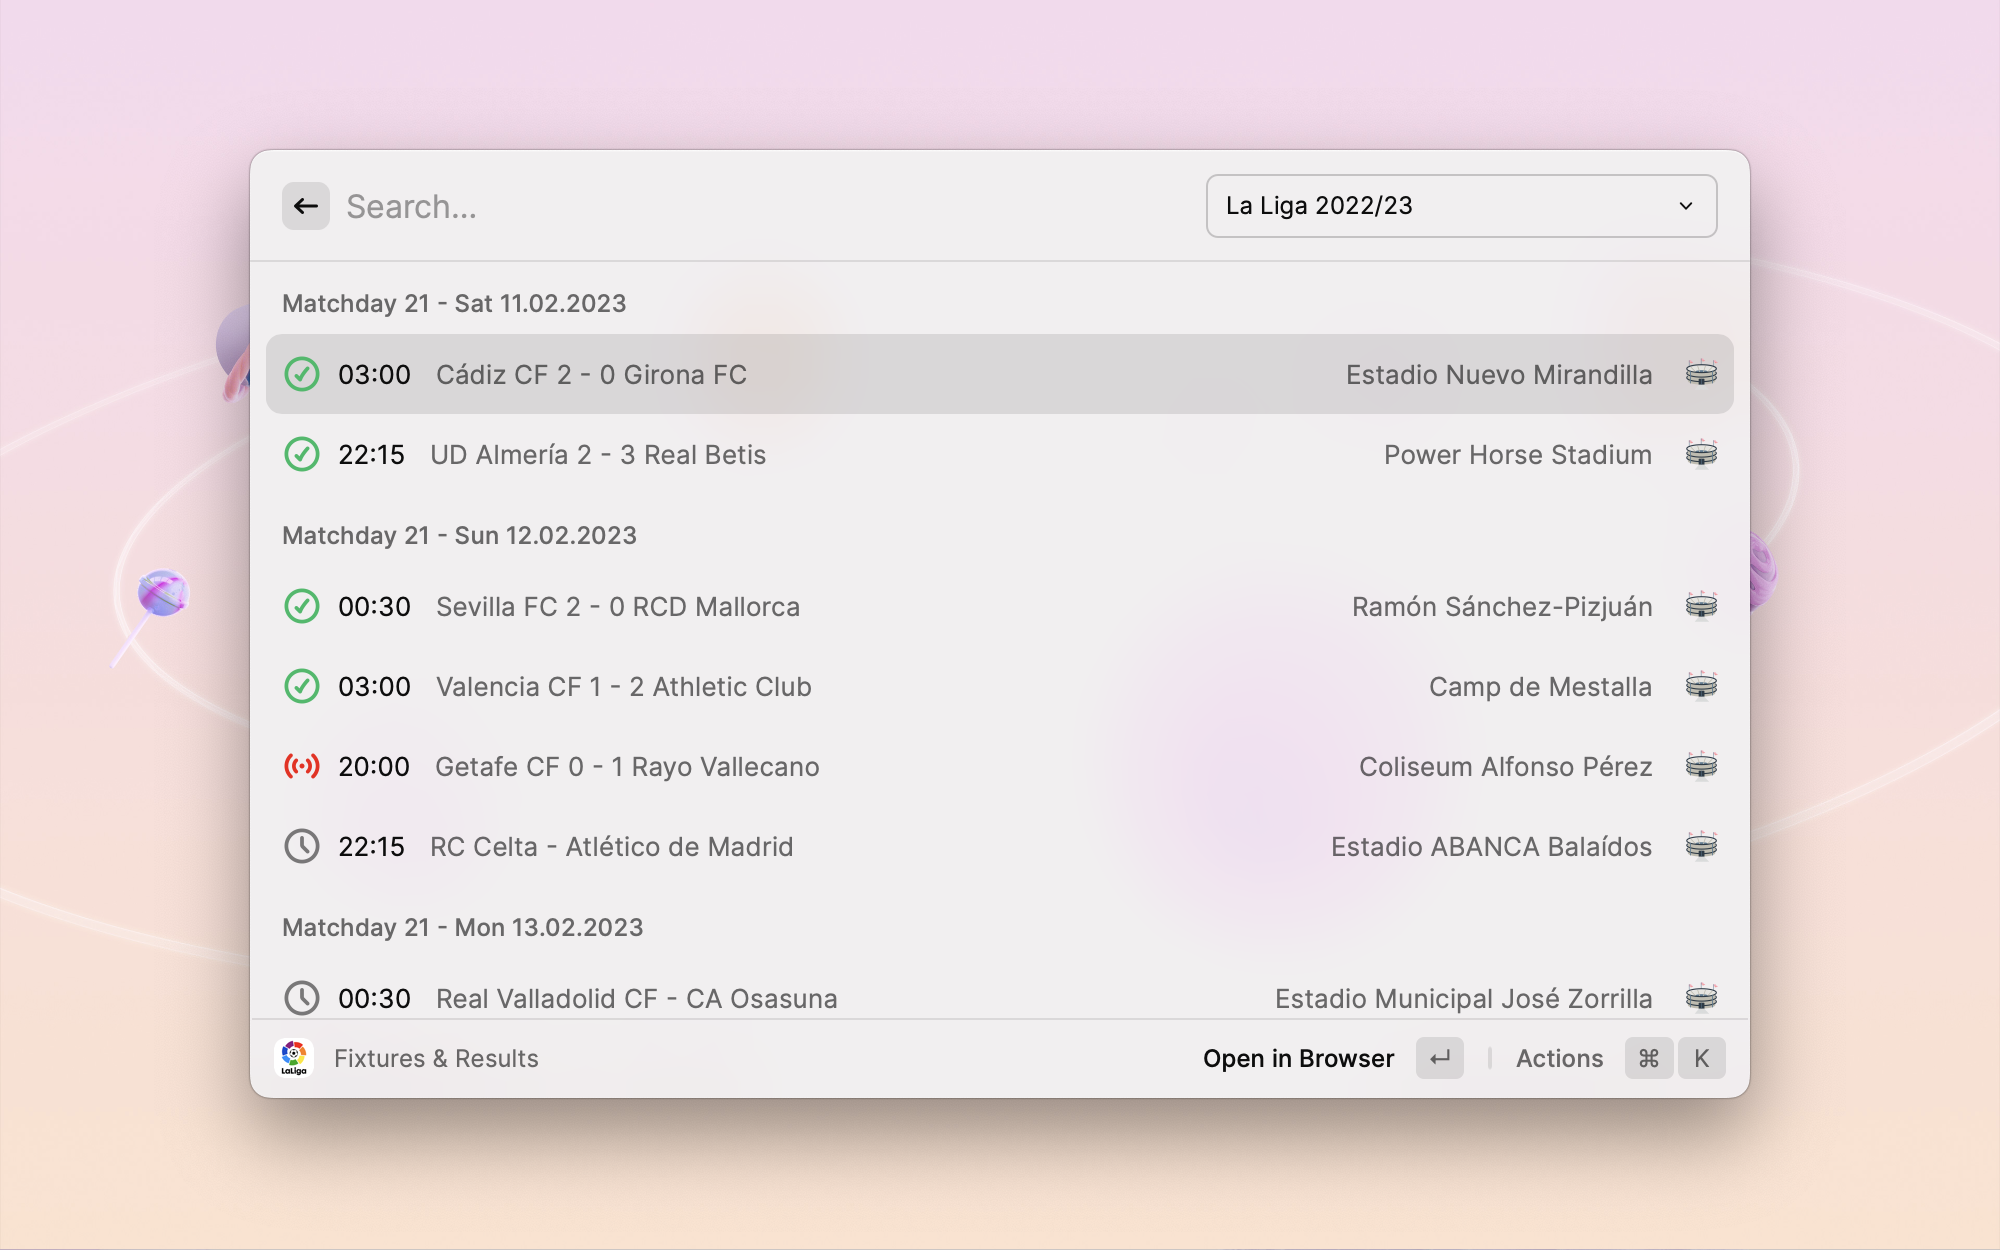 Search...
La Liga 2022/23
Matchday 21 - Sat 11.02.2023
03:00 Cádiz CF 2 - 0 Girona FC Estadio Nuevo Mirandilla
22:15 UD Almería 2 - 3 Real Betis Power Horse Stadium
Matchday 21 - Sun 12.02.2023
00:30 Sevilla FC 2 - 0 RCD Mallorca Ramón Sánchez-Pizjuán
03:00 Valencia CF 1 - 2 Athletic Club Camp de Mestalla
20:00 Getafe CF 0 - 1 Rayo Vallecano Coliseum Alfonso Pérez
22:15 RC Celta - Atlético de Madrid Estadio ABANCA Balaídos
Matchday 21 - Mon 13.02.2023
00:30 Real Valladolid CF - CA Osasuna Estadio Municipal José Zorrilla
LaLiga Fixtures & Results Open in Browser ↵ Actions ⌘ K